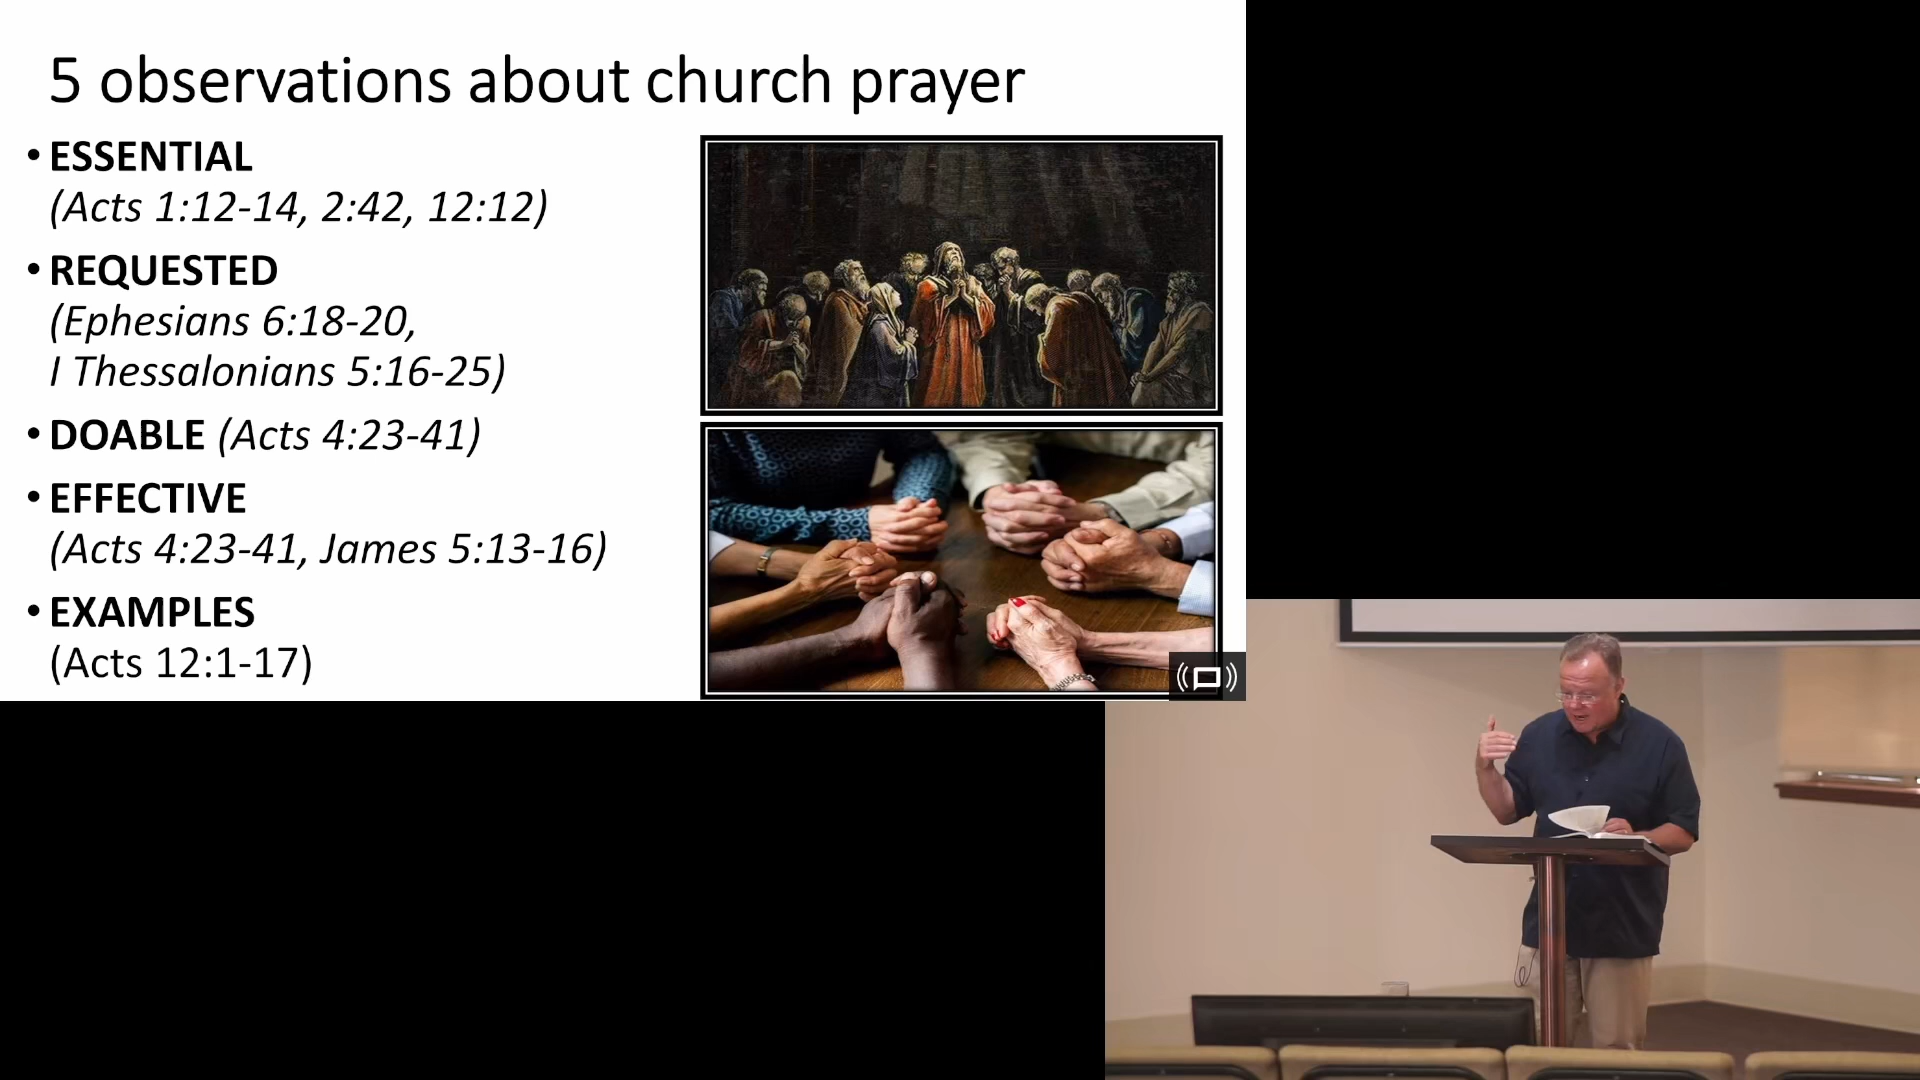 5 observations about church prayer
• ESSENTIAL
(Acts 1:12-14, 2:42, 12:12)
• REQUESTED
(Ephesians 6:18-20,
I Thessalonians 5:16-25)
• DOABLE (Acts 4:23-41)
• EFFECTIVE
(Acts 4:23-41, James 5:13-16)
• EXAMPLES
(Acts 12:1-17)